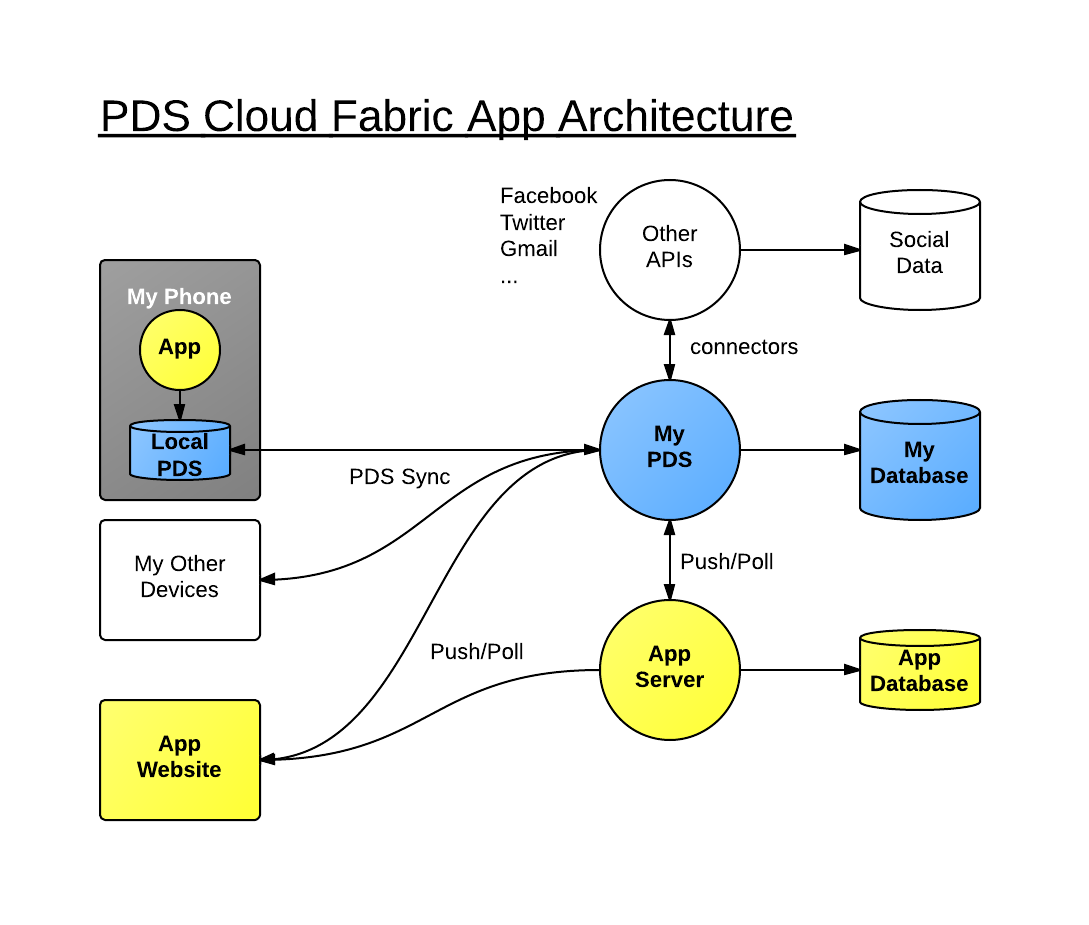 PDS Cloud Fabric App Architecture
Facebook
Twitter
Gmail
...
Other
APIs
Social
Data
My Phone
App
Local
PDS
connectors
My
PDS
My
Database
PDS Sync
My Other
Devices
Push/Poll
Push/Poll
App
Server
App
Database
App
Website